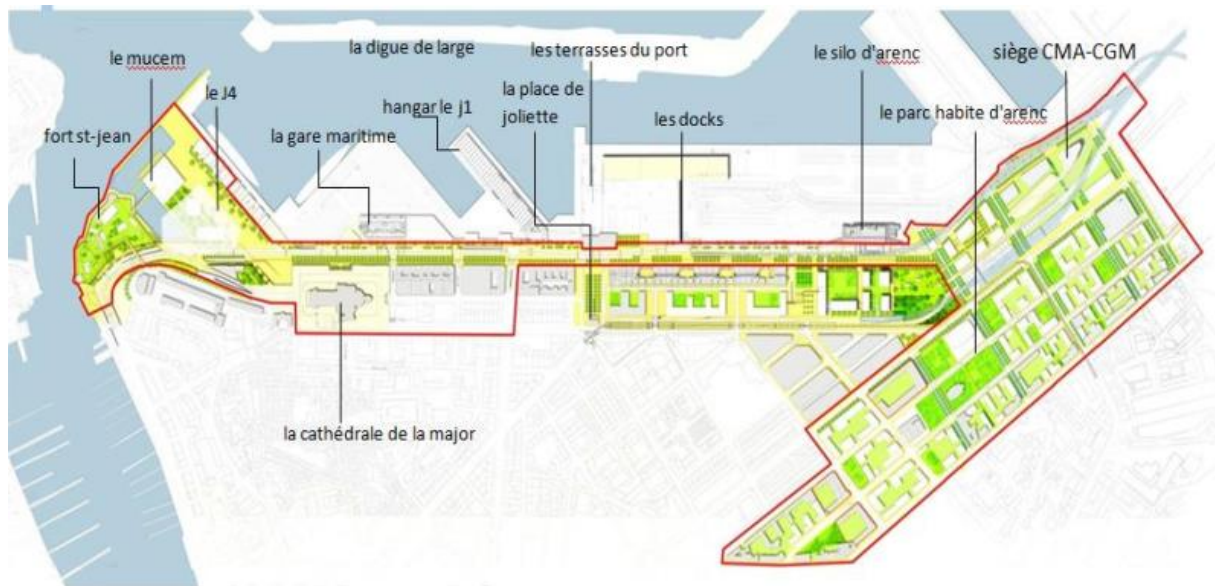 la digue de large
les terrasses du port
le silo d'arenc
siège CMA-CGM
le mucem
le J4
hangar le j1
la place de
joliette
le parc habite d'arenc
fort st-jean
la gare maritime
les docks
la cathédrale de la major